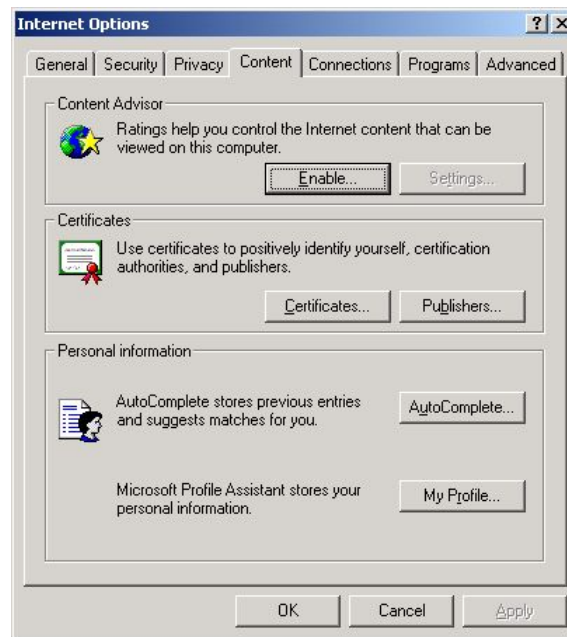 Internet Options
General Security Privacy Content Connections Programs Advanced
Content Advisor
Ratings help you control the Internet content that can be
viewed on this computer.
Enable... Settings...
Certificates
Use certificates to positively identify yourself, certification
authorities, and publishers.
Certificates... Publishers...
Personal information
AutoComplete stores previous entries
and suggests matches for you.
AutoComplete...
Microsoft Profile Assistant stores your
personal information.
My Profile...
OK Cancel Apply